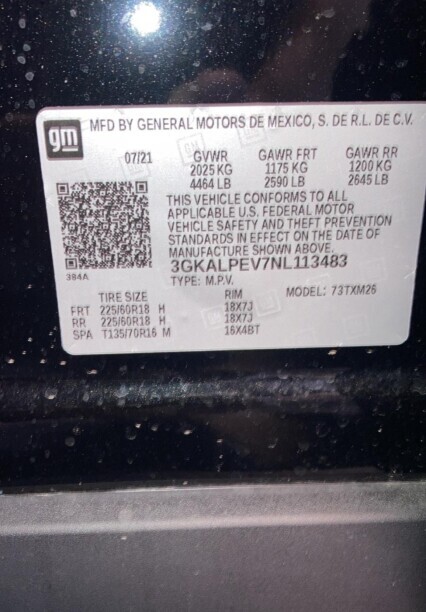 gm
MFD BY GENERAL MOTORS DE MEXICO, S. DE R.L. DE C.V.
07/21 GVWR GAWR FRT GAWR RR
2025 KG 1175 KG 1200 KG
4464 LB 2590 LB 2645 LB
THIS VEHICLE CONFORMS TO ALL
APPLICABLE U.S. FEDERAL MOTOR
VEHICLE SAFETY AND THEFT PREVENTION
STANDARDS IN EFFECT ON THE DATE OF
MANUFACTURE SHOWN ABOVE.
3GKALPEV7NL113483
384A
TYPE: M.P.V. MODEL: 73TXM26
TIRE SIZE RIM
FRT 225/60R18 H 18X7J
RR 225/60R18 H 18X7J
SPA T135/70R16 M 16X4BT